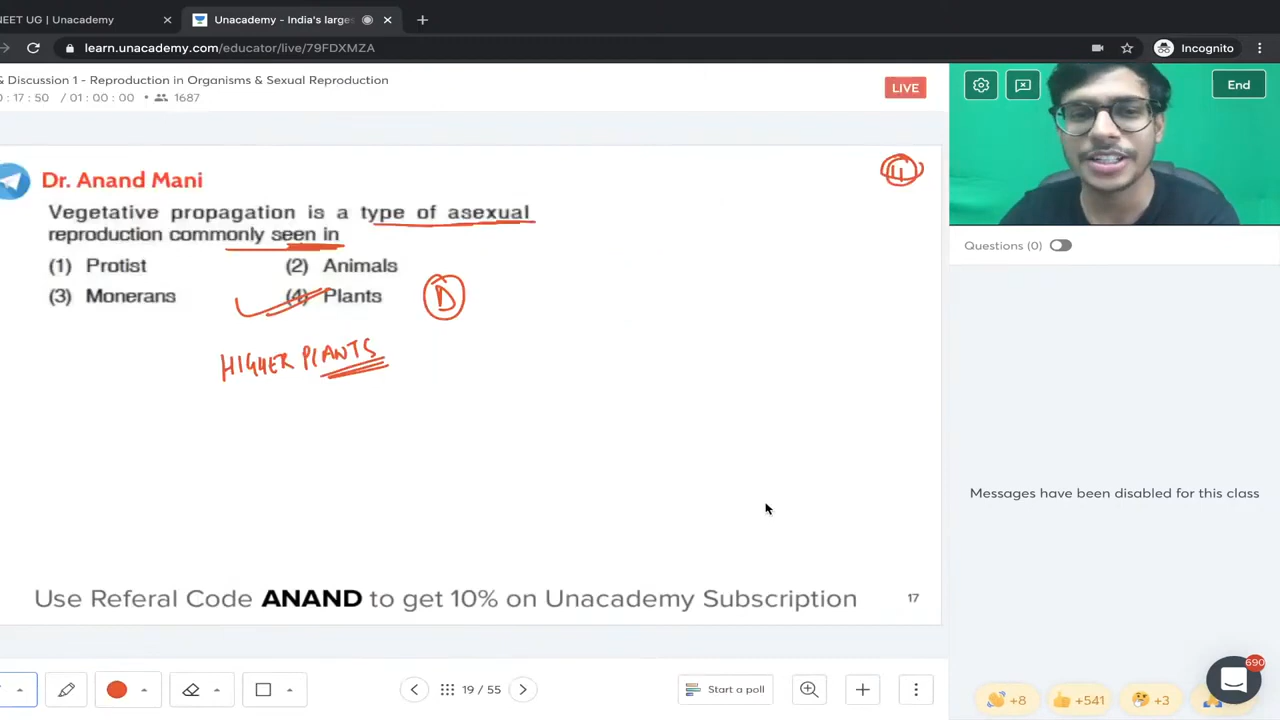 NEET UG | Unacademy
Unacademy - India's larges
learn.unacademy.com/educator/live/79FDXMZA
Incognito
& Discussion 1 - Reproduction in Organisms & Sexual Reproduction
0 : 17 : 50 / 01 : 00 : 00 • 1687
LIVE
End
Dr. Anand Mani
Vegetative propagation is a type of asexual
reproduction commonly seen in
(1) Protist
(2) Animals
(3) Monerans
(4) Plants
D
HIGHER PLANTS
Questions (0)
Messages have been disabled for this class
Use Referal Code ANAND to get 10% on Unacademy Subscription
17
19 / 55
Start a poll
+8
+541
+3
690